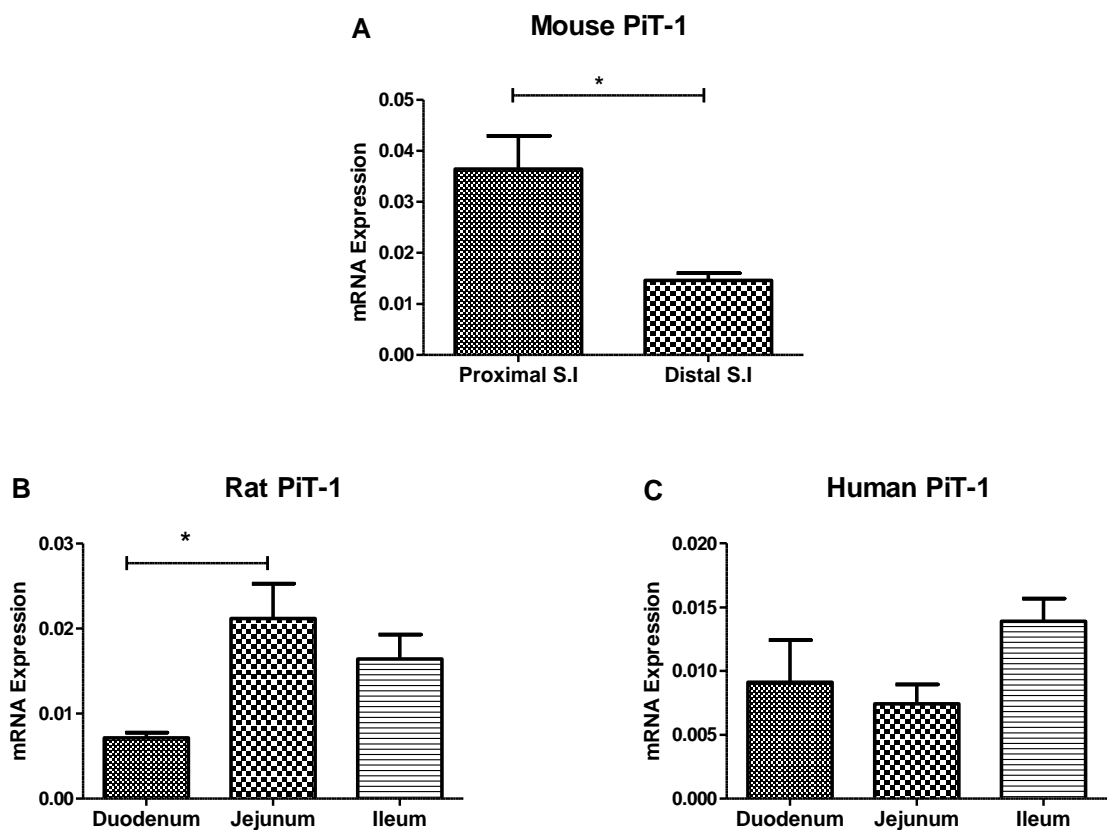 A
Mouse PiT-1
*
mRNA Expression
0.05
0.04
0.03
0.02
0.01
0.00
Proximal S.I Distal S.I
B
Rat PiT-1
*
mRNA Expression
0.03
0.02
0.01
0.00
Duodenum Jejunum Ileum
C
Human PiT-1
mRNA Expression
0.020
0.015
0.010
0.005
0.000
Duodenum Jejunum Ileum